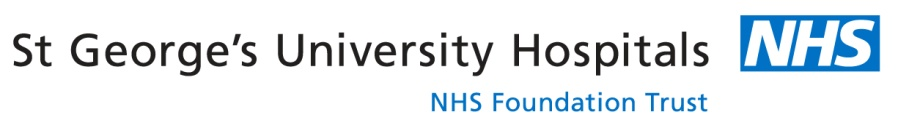 St George's University Hospitals NHS
NHS Foundation Trust